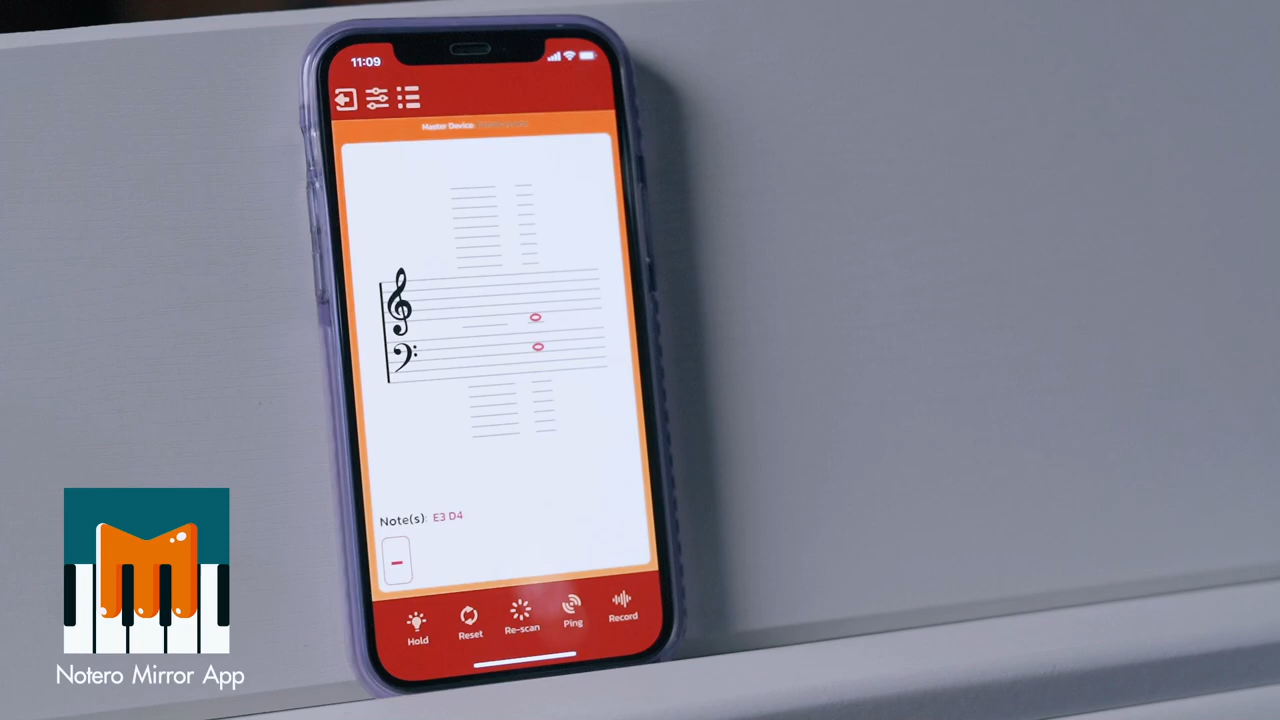 11:09
Master Device:
Note(s): E3 D4
Hold
Reset
Re-scan
Ping
Record
Notero Mirror App